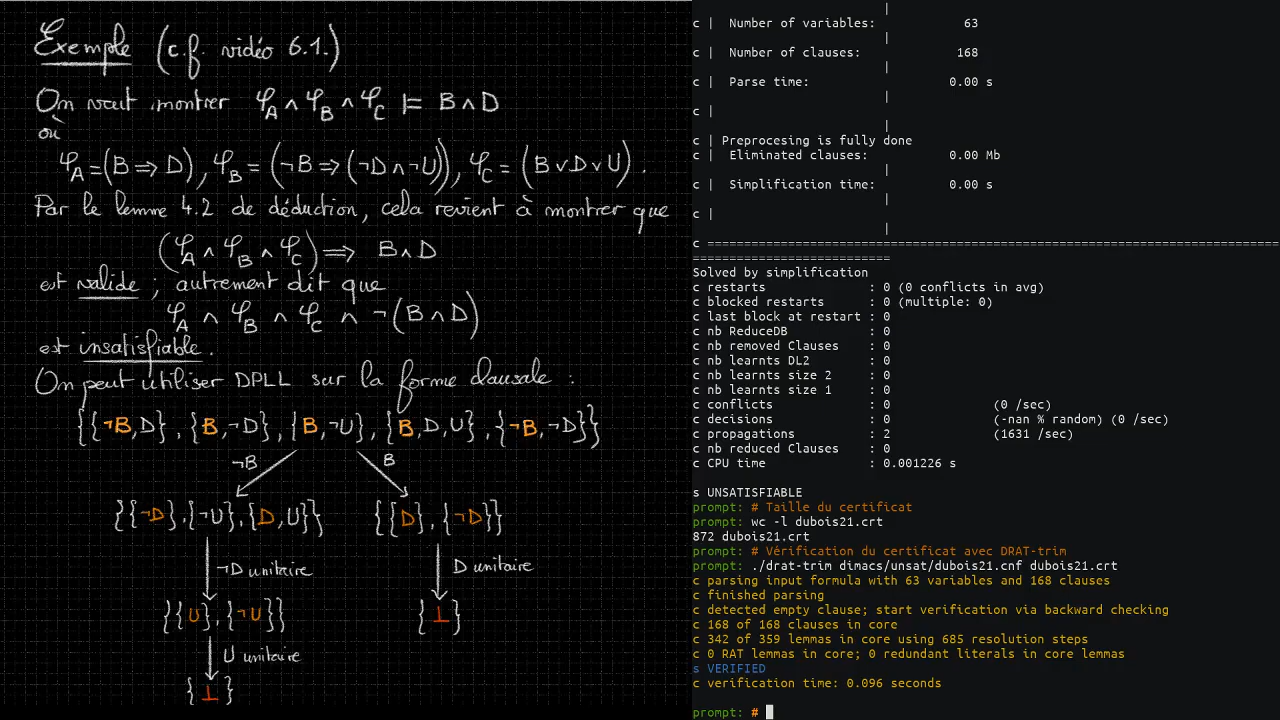 Exemple (c.f. vidéo 6.1.)
On veut montrer φA ∧ φB ∧ φC ⊨ B ∧ D
où
φA = (B ⇒ D), φB = (¬B ⇒ (¬D ∧ ¬U)), φC = (B ∨ D ∨ U).
Par le lemme 4.2 de déduction, cela revient à montrer que
(φA ∧ φB ∧ φC) ⇒ B ∧ D
est valide ; autrement dit que
φA ∧ φB ∧ φC ∧ ¬(B ∧ D)
est insatisfiable.
On peut utiliser DPLL sur la forme clausale :
{{¬B,D}, {B,¬D}, {B,¬U}, {B,D,U}, {¬B,¬D}}
¬B B
{{¬D},{¬U},{D,U}} {{D},{¬D}}
¬D unitaire D unitaire
{{U},{¬U}} {⊥}
U unitaire
{⊥}
|
c | Number of variables: 63
|
c | Number of clauses: 168
|
c | Parse time: 0.00 s
|
c |
|
c | Preprocesing is fully done
c | Eliminated clauses: 0.00 Mb
|
c | Simplification time: 0.00 s
|
c |
|
c ==============================================================================
===========================
Solved by simplification
c restarts : 0 (0 conflicts in avg)
c blocked restarts : 0 (multiple: 0)
c last block at restart : 0
c nb ReduceDB : 0
c nb removed Clauses : 0
c nb learnts DL2 : 0
c nb learnts size 2 : 0
c nb learnts size 1 : 0
c conflicts : 0 (0 /sec)
c decisions : 0 (-nan % random) (0 /sec)
c propagations : 2 (1631 /sec)
c nb reduced Clauses : 0
c CPU time : 0.001226 s
s UNSATISFIABLE
prompt: # Taille du certificat
prompt: wc -l dubois21.crt
872 dubois21.crt
prompt: # Vérification du certificat avec DRAT-trim
prompt: ./drat-trim dimacs/unsat/dubois21.cnf dubois21.crt
c parsing input formula with 63 variables and 168 clauses
c finished parsing
c detected empty clause; start verification via backward checking
c 168 of 168 clauses in core
c 342 of 359 lemmas in core using 685 resolution steps
c 0 RAT lemmas in core; 0 redundant literals in core lemmas
s VERIFIED
c verification time: 0.096 seconds
prompt: #